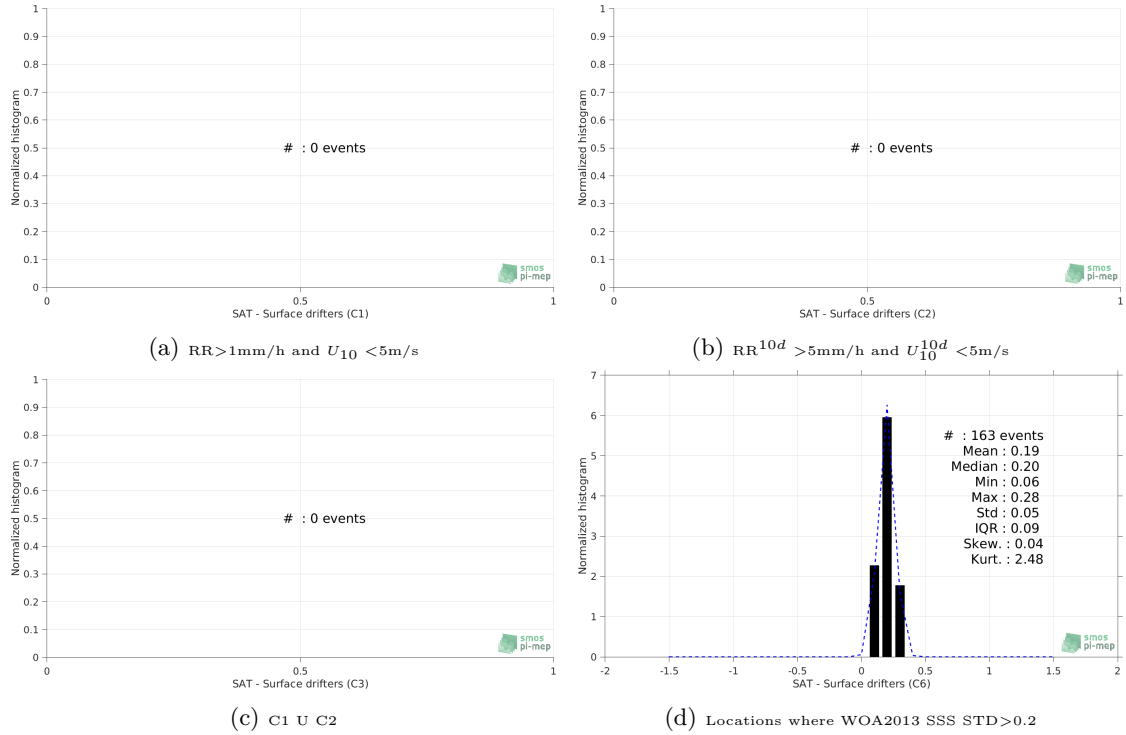 1
0.9
0.8
0.7
0.6
0.5
0.4
0.3
0.2
0.1
0
Normalized histogram
# : 0 events
smos
pi-mep
0 0.5 1
SAT - Surface drifters (C1)
(a) RR>1mm/h and U10 <5m/s
1
0.9
0.8
0.7
0.6
0.5
0.4
0.3
0.2
0.1
0
Normalized histogram
# : 0 events
smos
pi-mep
0 0.5 1
SAT - Surface drifters (C2)
(b) RR10d >5mm/h and U10d10 <5m/s
1
0.9
0.8
0.7
0.6
0.5
0.4
0.3
0.2
0.1
0
Normalized histogram
# : 0 events
smos
pi-mep
0 0.5 1
SAT - Surface drifters (C3)
(c) C1 U C2
7
6
5
4
3
2
1
0
Normalized histogram
# : 163 events
Mean : 0.19
Median : 0.20
Min : 0.06
Max : 0.28
Std : 0.05
IQR : 0.09
Skew. : 0.04
Kurt. : 2.48
smos
pi-mep
-2 -1.5 -1 -0.5 0 0.5 1 1.5 2
SAT - Surface drifters (C6)
(d) Locations where WOA2013 SSS STD>0.2